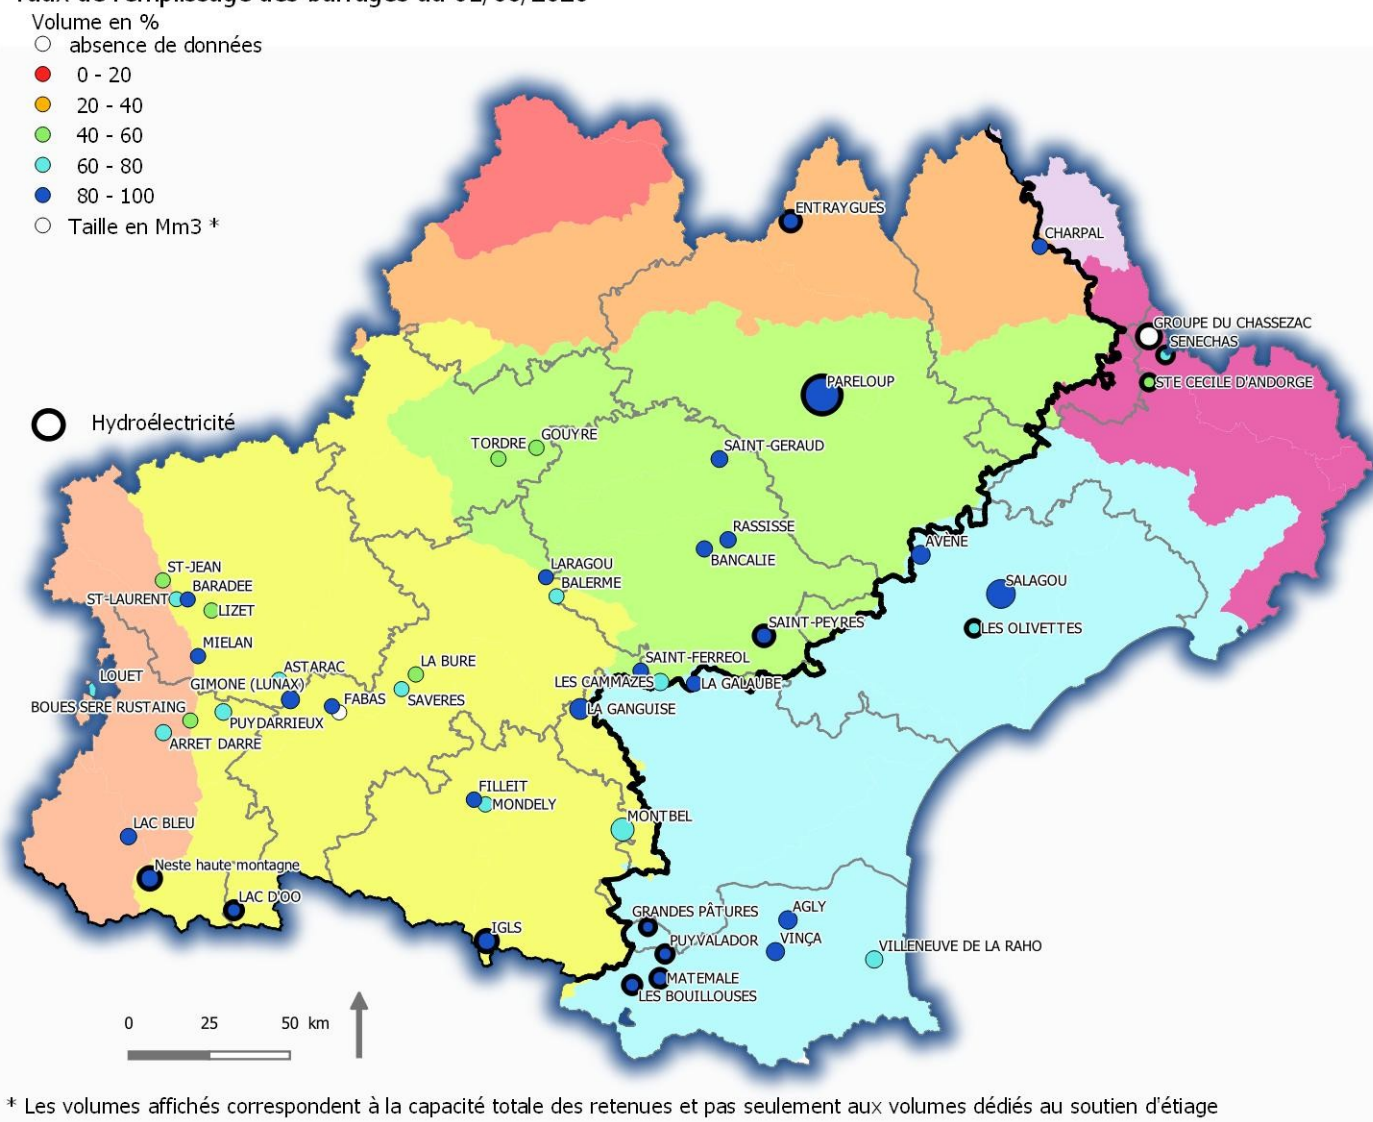 Volume en %
absence de données
0 - 20
20 - 40
40 - 60
60 - 80
80 - 100
Taille en Mm3 *
Hydroélectricité
ENTRAYGUES
CHARPAL
GROUPE DU CHASSEZAC
SENECHAS
STE CECILE D'ANDORGE
PARELOUP
TORDRE
GOUYRE
SAINT-GERAUD
RASSISSE
BANCALIE
AVÈNE
LARAGOU
BALERME
SALAGOU
LES OLIVETTES
SAINT-PEYRES
ST-JEAN
BARADEE
ST-LAURENT
LIZET
MIELAN
LOUET
ASTARAC
GIMONE (LUNAX)
LA BURE
SAVERES
FABAS
BOUES SERE RUSTAING
PUYDARRIEUX
ARRET DARRE
SAINT-FERREOL
LES CAMMAZES
LA GALAUBE
LA GANGUISE
FILLEIT
MONDELY
MONTBEL
LAC BLEU
Neste haute montagne
LAC D'OO
IGLS
GRANDES PÂTURES
AGLY
PUYVALADOR
VINÇA
VILLENEUVE DE LA RAHO
MATEMALE
LES BOUILLOUSES
0 25 50 km
* Les volumes affichés correspondent à la capacité totale des retenues et pas seulement aux volumes dédiés au soutien d'étiage